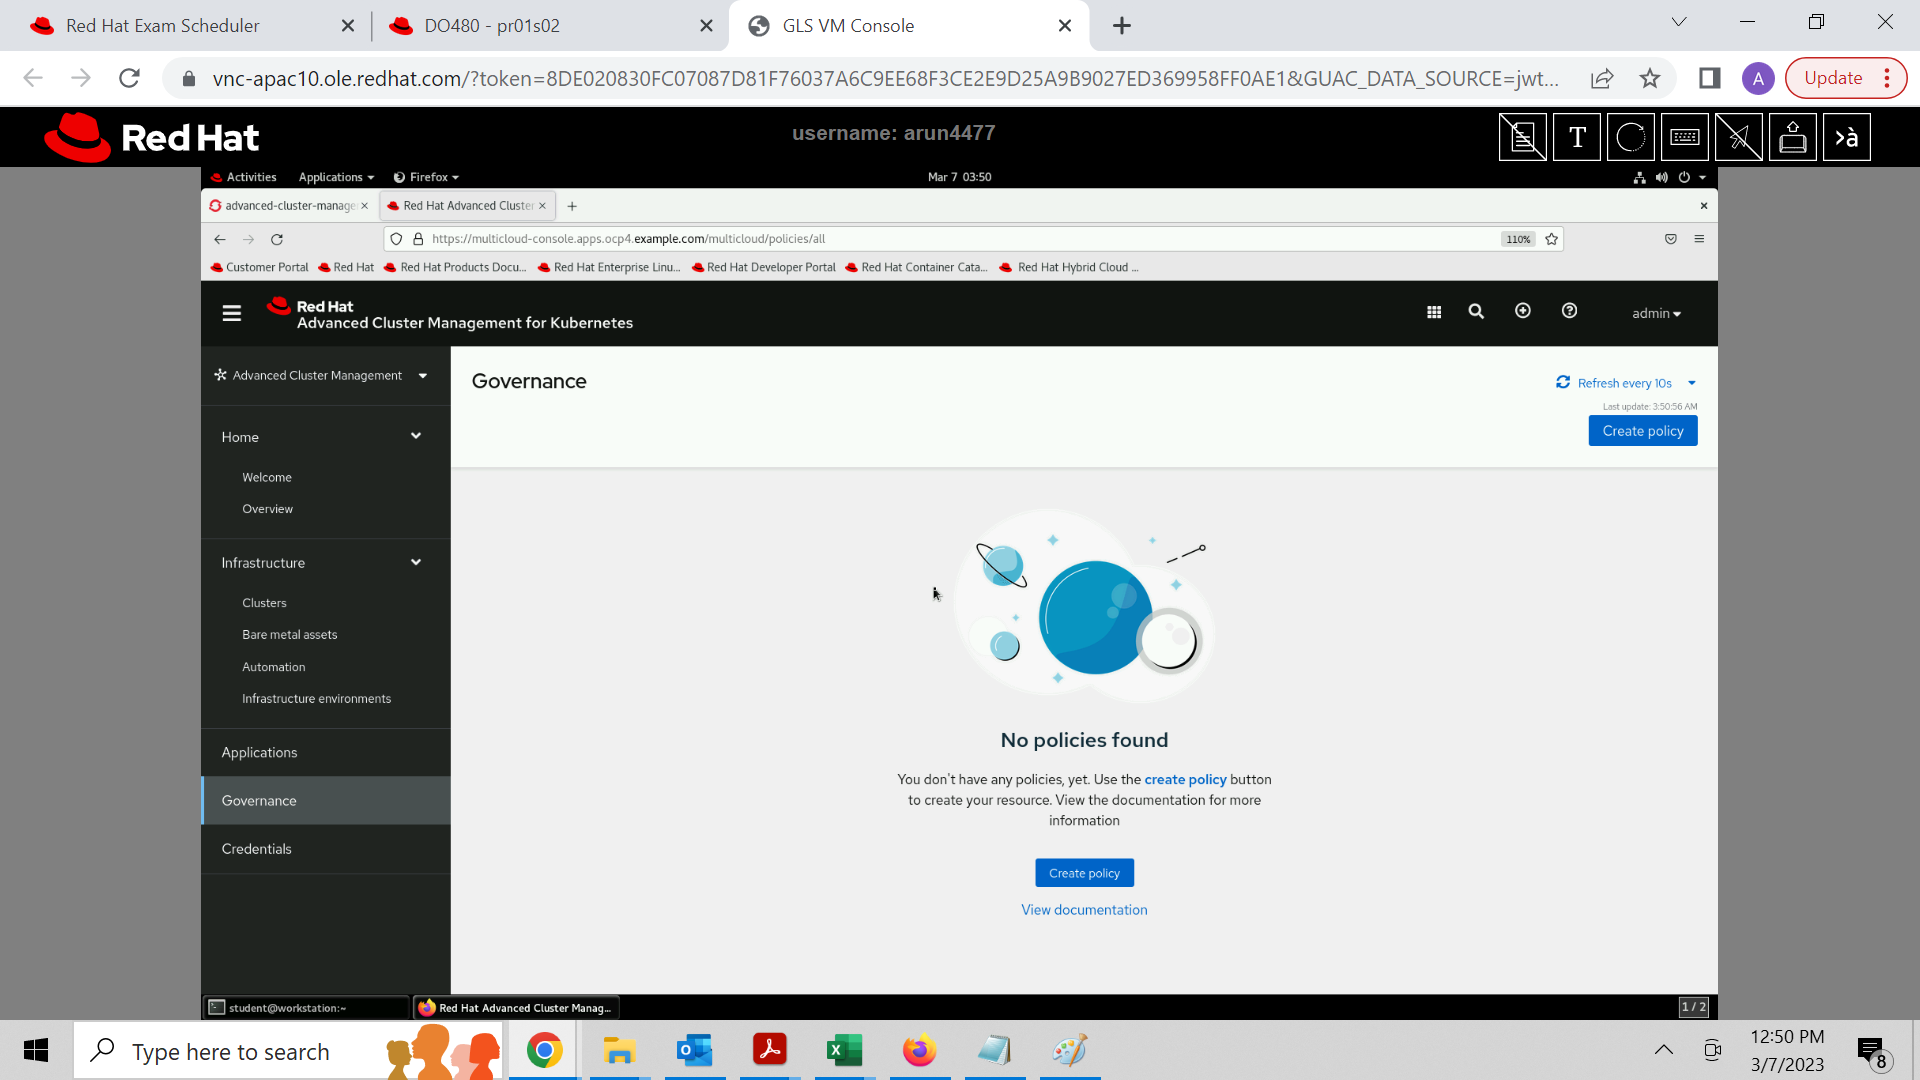 Red Hat Exam Scheduler
DO480 - pr01s02
GLS VM Console
vnc-apac10.ole.redhat.com/?token=8DE020830FC07087D81F76037A6C9EE68F3CE2E9D25A9B9027ED369958FF0AE1&GUAC_DATA_SOURCE=jwt...
A
Update
Red Hat
username: arun4477
T
>à
Activities
Applications
Firefox
Mar 7 03:50
advanced-cluster-manage
Red Hat Advanced Cluster
https://multicloud-console.apps.ocp4.example.com/multicloud/policies/all
110%
Customer Portal
Red Hat
Red Hat Products Docu...
Red Hat Enterprise Linu...
Red Hat Developer Portal
Red Hat Container Cata...
Red Hat Hybrid Cloud ...
Red Hat
Advanced Cluster Management for Kubernetes
admin
Advanced Cluster Management
Home
Welcome
Overview
Infrastructure
Clusters
Bare metal assets
Automation
Infrastructure environments
Applications
Governance
Credentials
Governance
Refresh every 10s
Last update: 3:50:56 AM
Create policy
No policies found
You don't have any policies, yet. Use the create policy button
to create your resource. View the documentation for more
information
Create policy
View documentation
student@workstation:~
Red Hat Advanced Cluster Manag...
1 / 2
Type here to search
12:50 PM
3/7/2023
8